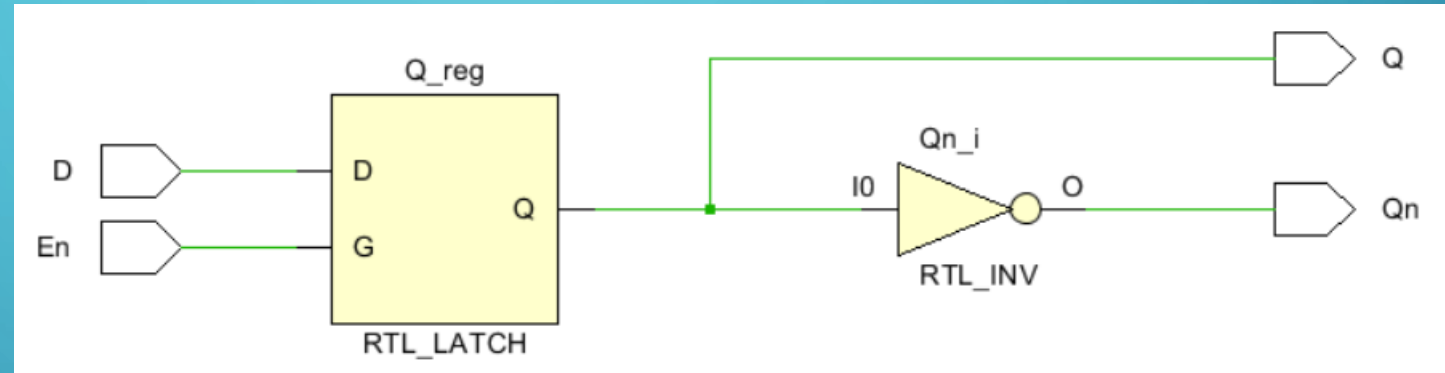 Q_reg
Q
Qn_i
D
D
I0
O
Q
Qn
En
G
RTL_INV
RTL_LATCH